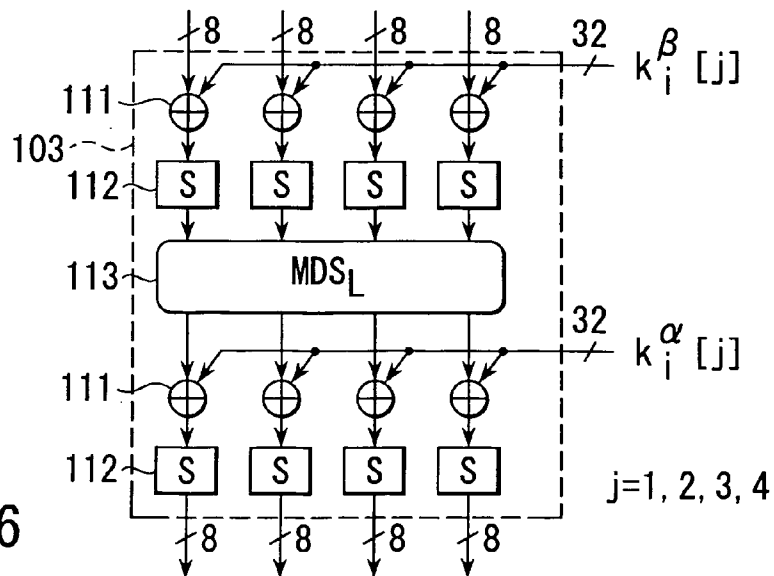 8 8 8 8
32
k_i^β [j]
111
103
112 S S S S
113 MDS_L
32
k_i^α [j]
111
112 S S S S
j=1, 2, 3, 4
8 8 8 8
6